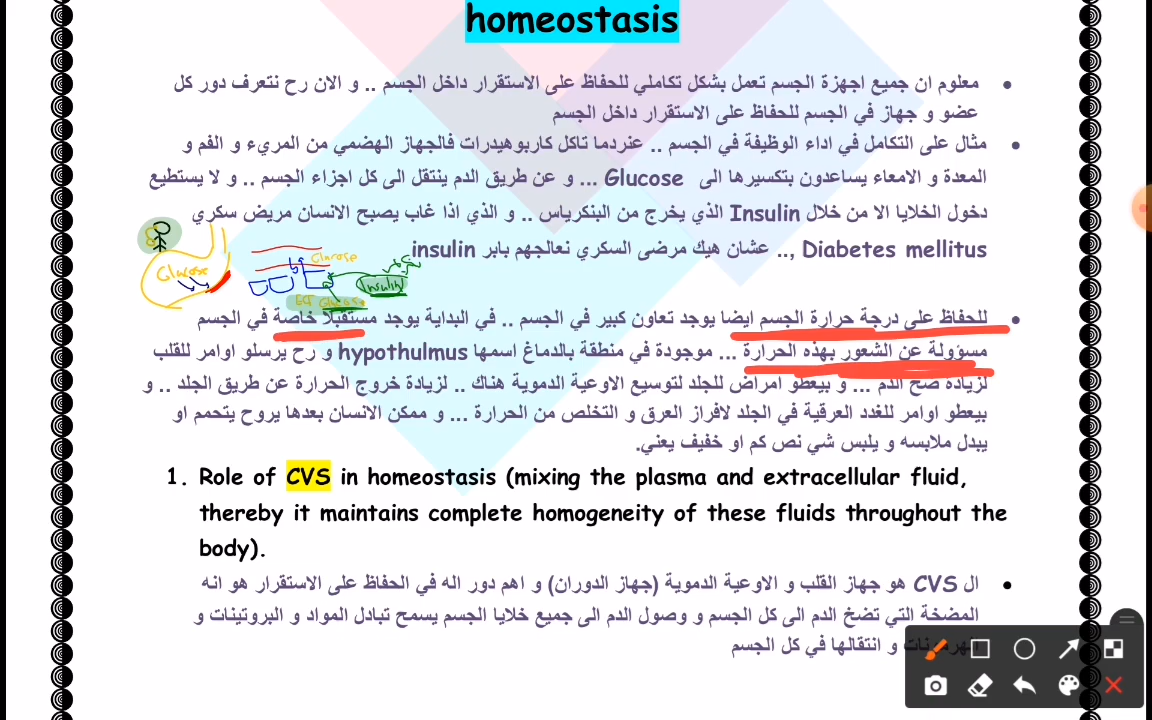 homeostasis
معلوم ان جميع اجهزة الجسم تعمل بشكل تكاملي للحفاظ على الاستقرار داخل الجسم .. و الان رح نتعرف دور كل
عضو و جهاز في الجسم للحفاظ على الاستقرار داخل الجسم
مثال على التكامل في اداء الوظيفة في الجسم .. عنردما تاكل كاربوهيدرات فالجهاز الهضمي من المريء و الفم و
المعدة و الامعاء يساعدون بتكسيرها الى Glucose ... و عن طريق الدم ينتقل الى كل اجزاء الجسم .. و لا يستطيع
دخول الخلايا الا من خلال Insulin الذي يخرج من البنكرياس .. و الذي اذا غاب يصبح الانسان مريض سكري
Diabetes mellitus ,.. عشان هيك مرضى السكري نعالجهم بابر insulin
Glucose
Glucose
Insulin
Glucose
للحفاظ على درجة حرارة الجسم ايضا يوجد تعاون كبير في الجسم .. في البداية يوجد مستقبلا خاصة في الجسم
مسؤولة عن الشعور بهذه الحرارة ... موجودة في منطقة بالدماغ اسمها hypothulmus و رح يرسلو اوامر للقلب
لزيادة ضخ الدم ... و بيعطو امراض للجلد لتوسيع الاوعية الدموية هناك .. لزيادة خروج الحرارة عن طريق الجلد .. و
بيعطو اوامر للغدد العرقية في الجلد لافراز العرق و التخلص من الحرارة ... و ممكن الانسان بعدها يروح يتحمم او
يبدل ملابسه و يلبس شي نص كم او خفيف يعني.
1. Role of CVS in homeostasis (mixing the plasma and extracellular fluid,
thereby it maintains complete homogeneity of these fluids throughout the
body).
ال CVS هو جهاز القلب و الاوعية الدموية (جهاز الدوران) و اهم دور اله في الحفاظ على الاستقرار هو انه
المضخة التي تضخ الدم الى كل الجسم و وصول الدم الى جميع خلايا الجسم يسمح تبادل المواد و البروتينات و
و انتقالها في كل الجسم